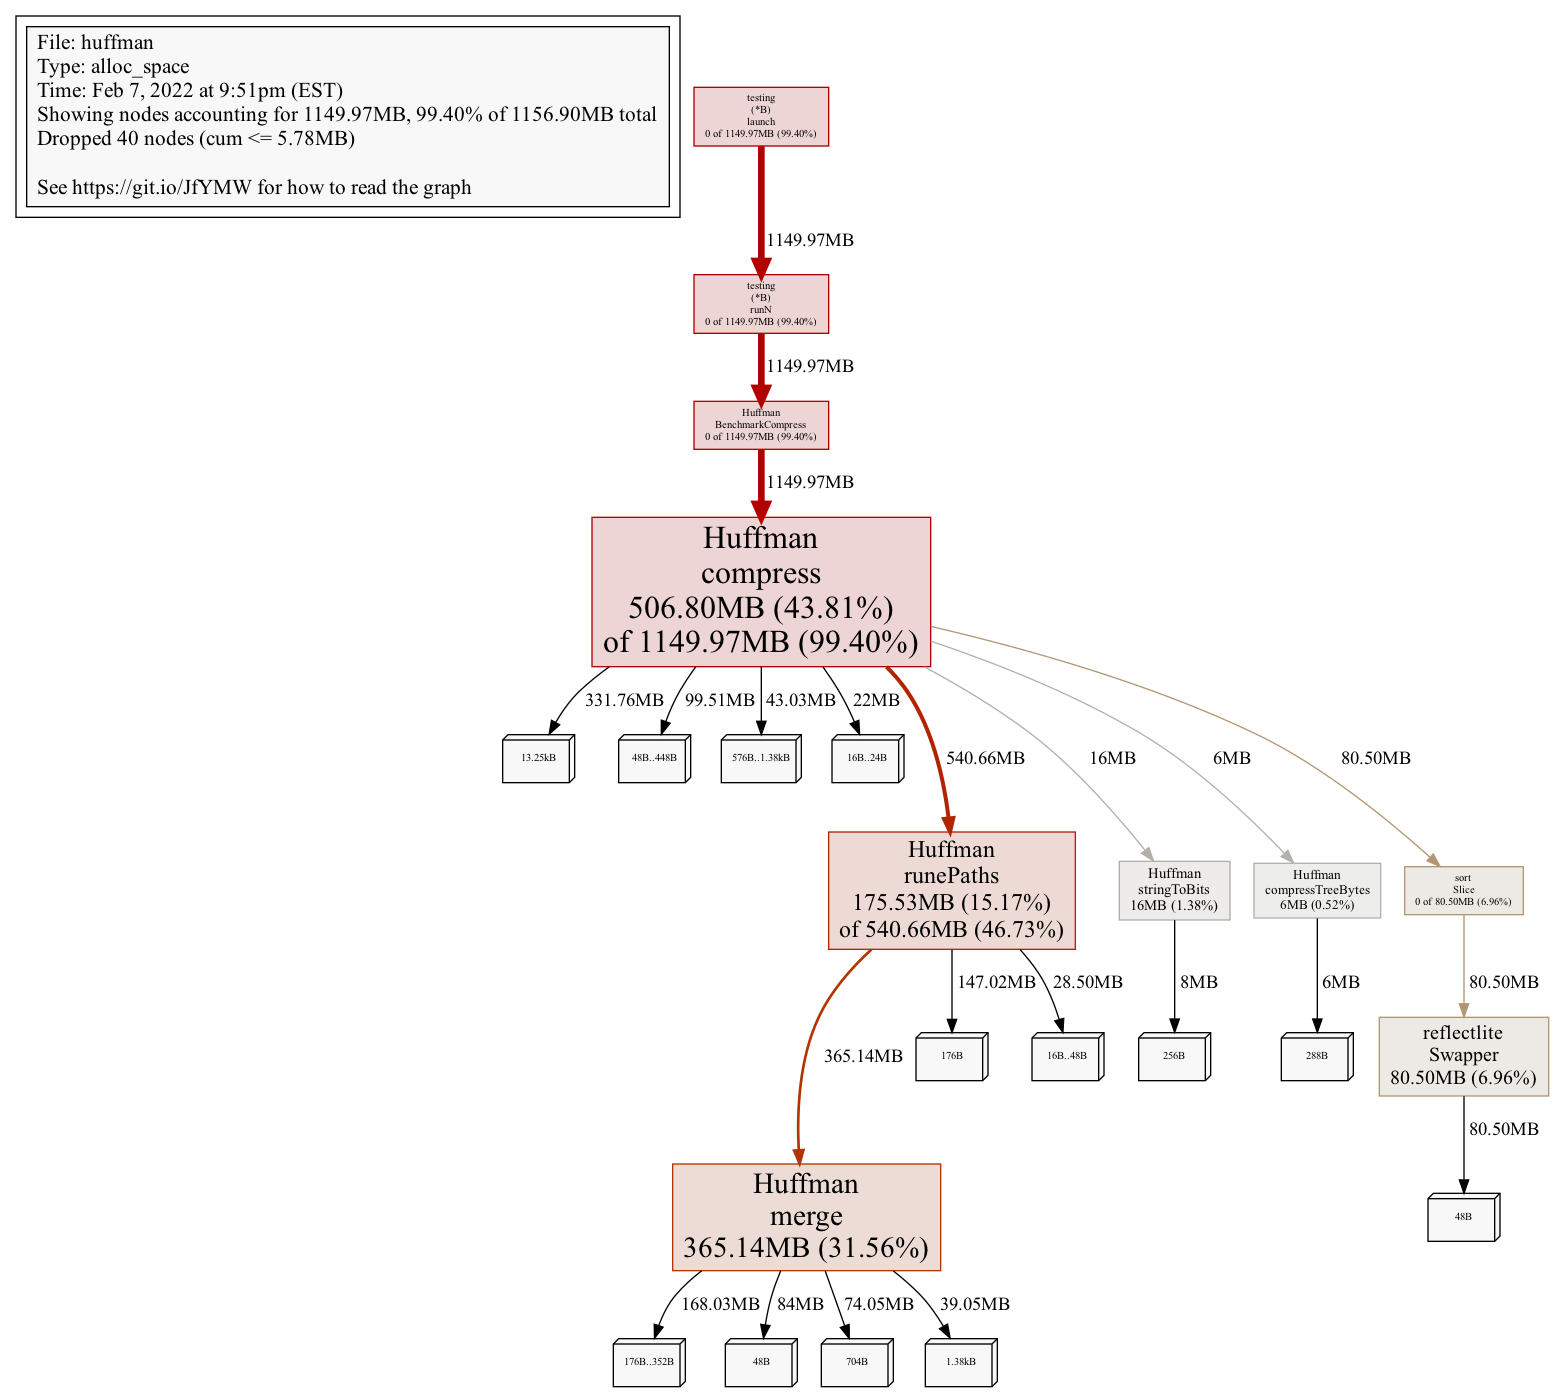 File: huffman
Type: alloc_space
Time: Feb 7, 2022 at 9:51pm (EST)
Showing nodes accounting for 1149.97MB, 99.40% of 1156.90MB total
Dropped 40 nodes (cum <= 5.78MB)
See https://git.io/JfYMW for how to read the graph
testing
(*B)
launch
0 of 1149.97MB (99.40%)
1149.97MB
testing
(*B)
runN
0 of 1149.97MB (99.40%)
1149.97MB
Huffman
BenchmarkCompress
0 of 1149.97MB (99.40%)
1149.97MB
Huffman
compress
506.80MB (43.81%)
of 1149.97MB (99.40%)
331.76MB
99.51MB
43.03MB
22MB
13.25kB
48B..448B
576B..1.38kB
16B..24B
540.66MB
16MB
6MB
80.50MB
Huffman
runePaths
175.53MB (15.17%)
of 540.66MB (46.73%)
Huffman
stringToBits
16MB (1.38%)
Huffman
compressTreeBytes
6MB (0.52%)
sort
Slice
0 of 80.50MB (6.96%)
365.14MB
147.02MB
28.50MB
8MB
6MB
80.50MB
176B
16B..48B
256B
288B
reflectlite
Swapper
80.50MB (6.96%)
80.50MB
48B
Huffman
merge
365.14MB (31.56%)
168.03MB
84MB
74.05MB
39.05MB
176B..352B
48B
704B
1.38kB